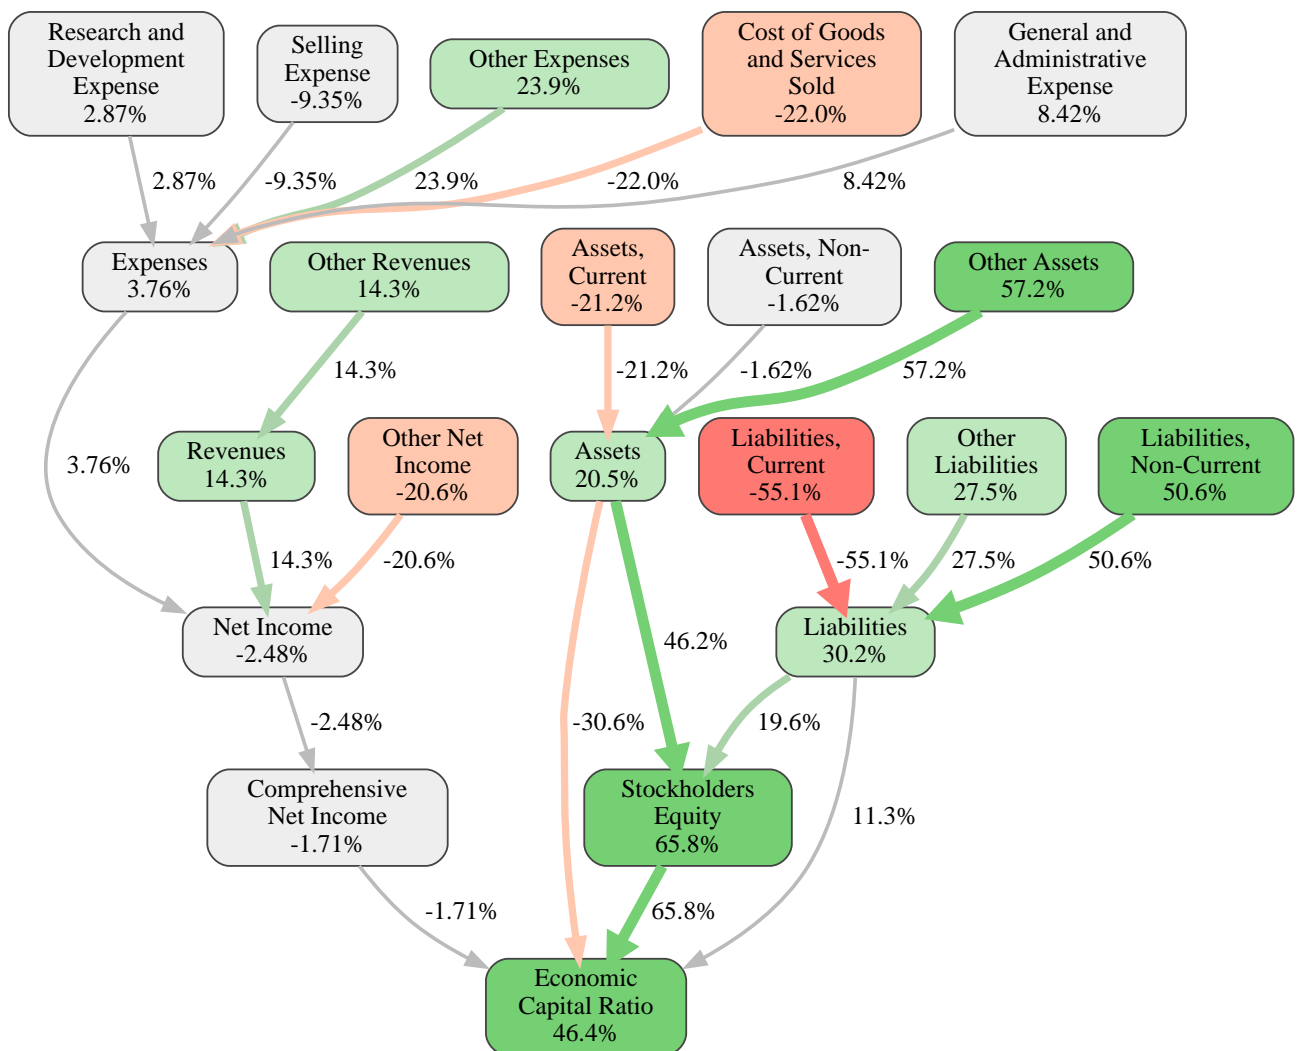 Research and
Development
Expense
2.87%
Selling
Expense
-9.35%
Other Expenses
23.9%
Cost of Goods
and Services
Sold
-22.0%
General and
Administrative
Expense
8.42%
2.87%
-9.35%
23.9%
-22.0%
8.42%
Expenses
3.76%
Other Revenues
14.3%
Assets,
Current
-21.2%
Assets, Non-
Current
-1.62%
Other Assets
57.2%
14.3%
-21.2%
-1.62%
57.2%
3.76%
Revenues
14.3%
Other Net
Income
-20.6%
Assets
20.5%
Liabilities,
Current
-55.1%
Other
Liabilities
27.5%
Liabilities,
Non-Current
50.6%
14.3%
-20.6%
-55.1%
27.5%
50.6%
Net Income
-2.48%
46.2%
Liabilities
30.2%
-2.48%
-30.6%
19.6%
Comprehensive
Net Income
-1.71%
Stockholders
Equity
65.8%
11.3%
-1.71%
65.8%
Economic
Capital Ratio
46.4%